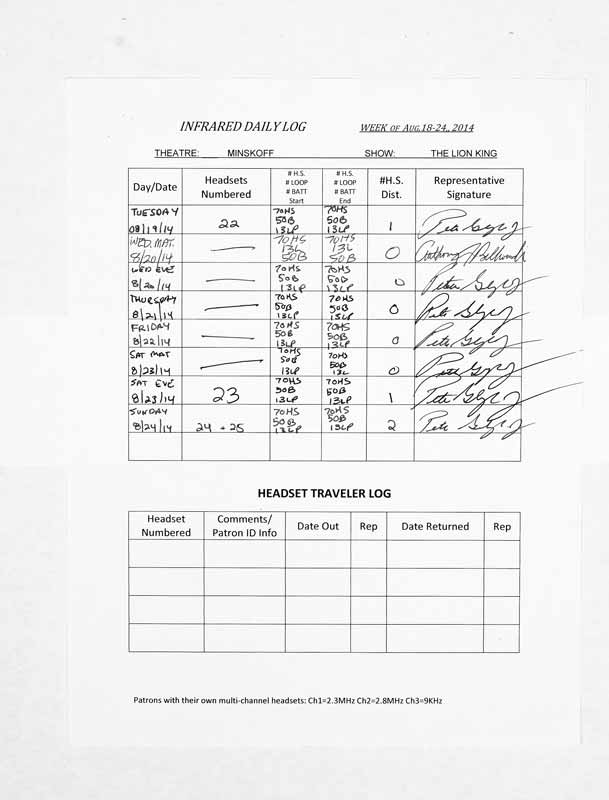 INFRARED DAILY LOG WEEK OF AUG.18-24, 2014
THEATRE: MINSKOFF SHOW: THE LION KING
Day/Date Headsets Numbered # H.S. # LOOP # BATT Start # H.S. # LOOP # BATT End #H.S. Dist. Representative Signature
TUESDAY 08/19/14 22 70HS 50B 13LP 70HS 50B 13LP 1
WED. MAT. 8/20/14 — 70HS 13L 50B 70HS 13L 50B 0 Anthony
WED EVE 8/20/14 — 70HS 50B 13LP 70HS 50B 13LP 0 Peter
THURSDAY 8/21/14 — 70HS 50B 13LP 70HS 50B 13LP 0 Pete
FRIDAY 8/22/14 — 70HS 50B 13LP 70HS 50B 13LP 0 Pete
SAT MAT 8/23/14 — 70HS 50B 13LP 70HS 50B 13L 0 Pete
SAT EVE 8/23/14 23 70HS 50B 13LP 70HS 50B 13LP 1 Pete
SUNDAY 8/24/14 24 + 25 70HS 50B 13LP 70HS 50B 13LP 2 Pete
HEADSET TRAVELER LOG
Headset Numbered Comments/ Patron ID Info Date Out Rep Date Returned Rep
Patrons with their own multi-channel headsets: Ch1=2.3MHz Ch2=2.8MHz Ch3=9KHz